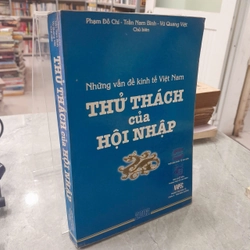 Phạm Đỗ Chí - Trần Nam Bình - Vũ Quang Việt
Chủ biên
Những vấn đề kinh tế Việt Nam
THỬ THÁCH
của
HỘI NHẬP
THỬ THÁCH của HỘI NHẬP